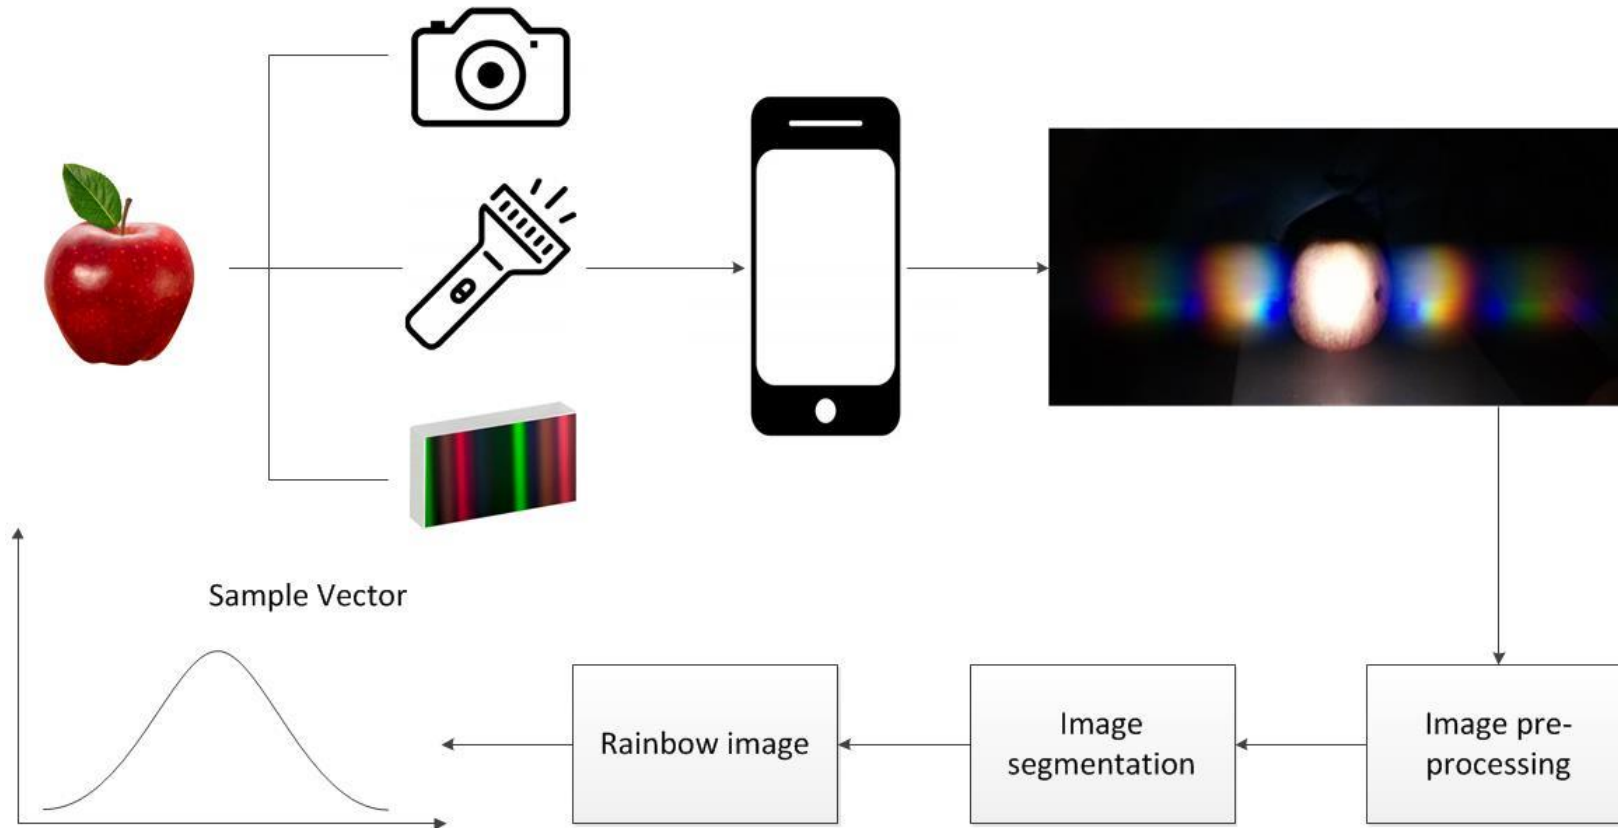 Sample Vector
Rainbow image
Image
segmentation
Image pre-
processing